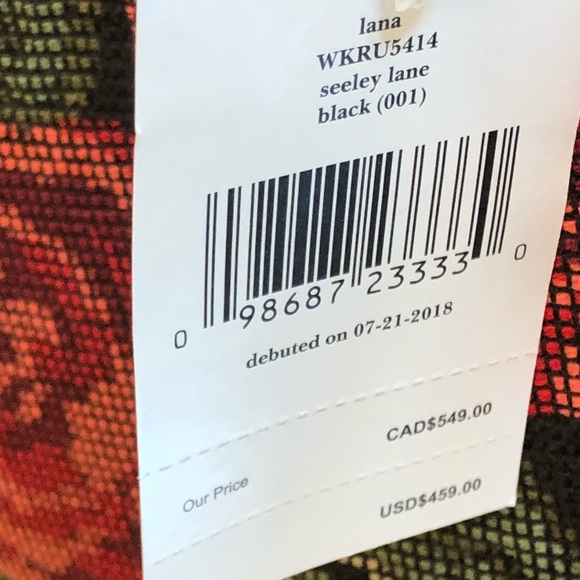 lana
WKRU5414
seeley lane
black (001)
0 98687 23333 0
debuted on 07-21-2018
CAD$549.00
Our Price
USD$459.00